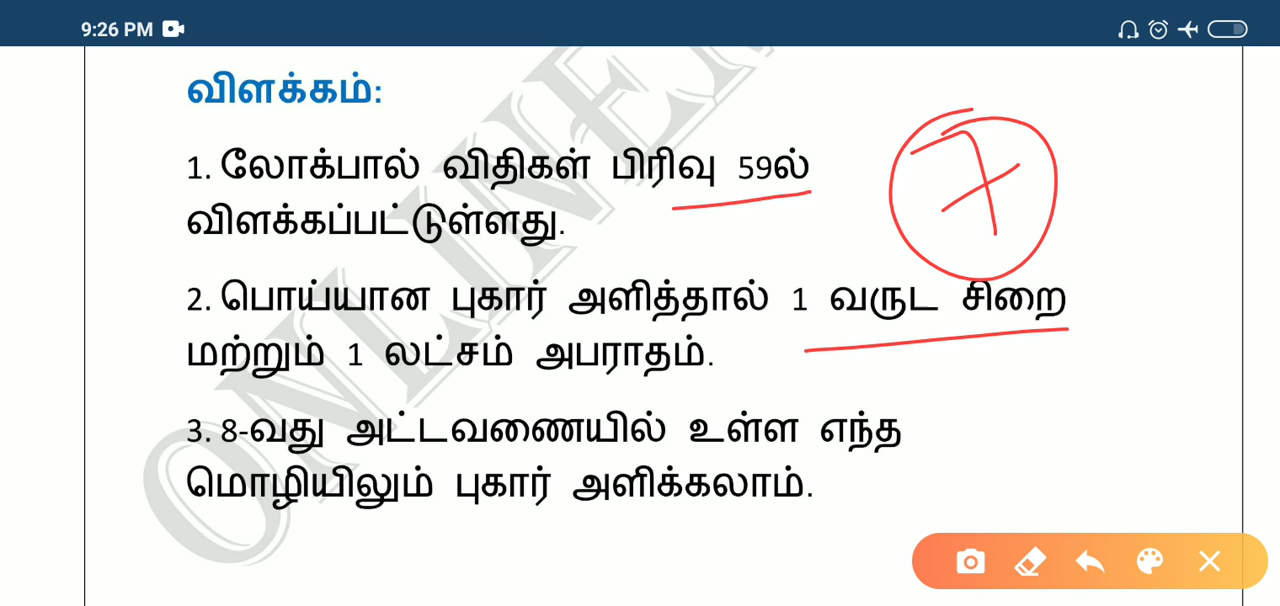 9:26 PM
விளக்கம்:
1. லோக்பால் விதிகள் பிரிவு 59ல்
விளக்கப்பட்டுள்ளது.
7
2. பொய்யான புகார் அளித்தால் 1 வருட சிறை
மற்றும் 1 லட்சம் அபராதம்.
3. 8-வது அட்டவணையில் உள்ள எந்த
மொழியிலும் புகார் அளிக்கலாம்.